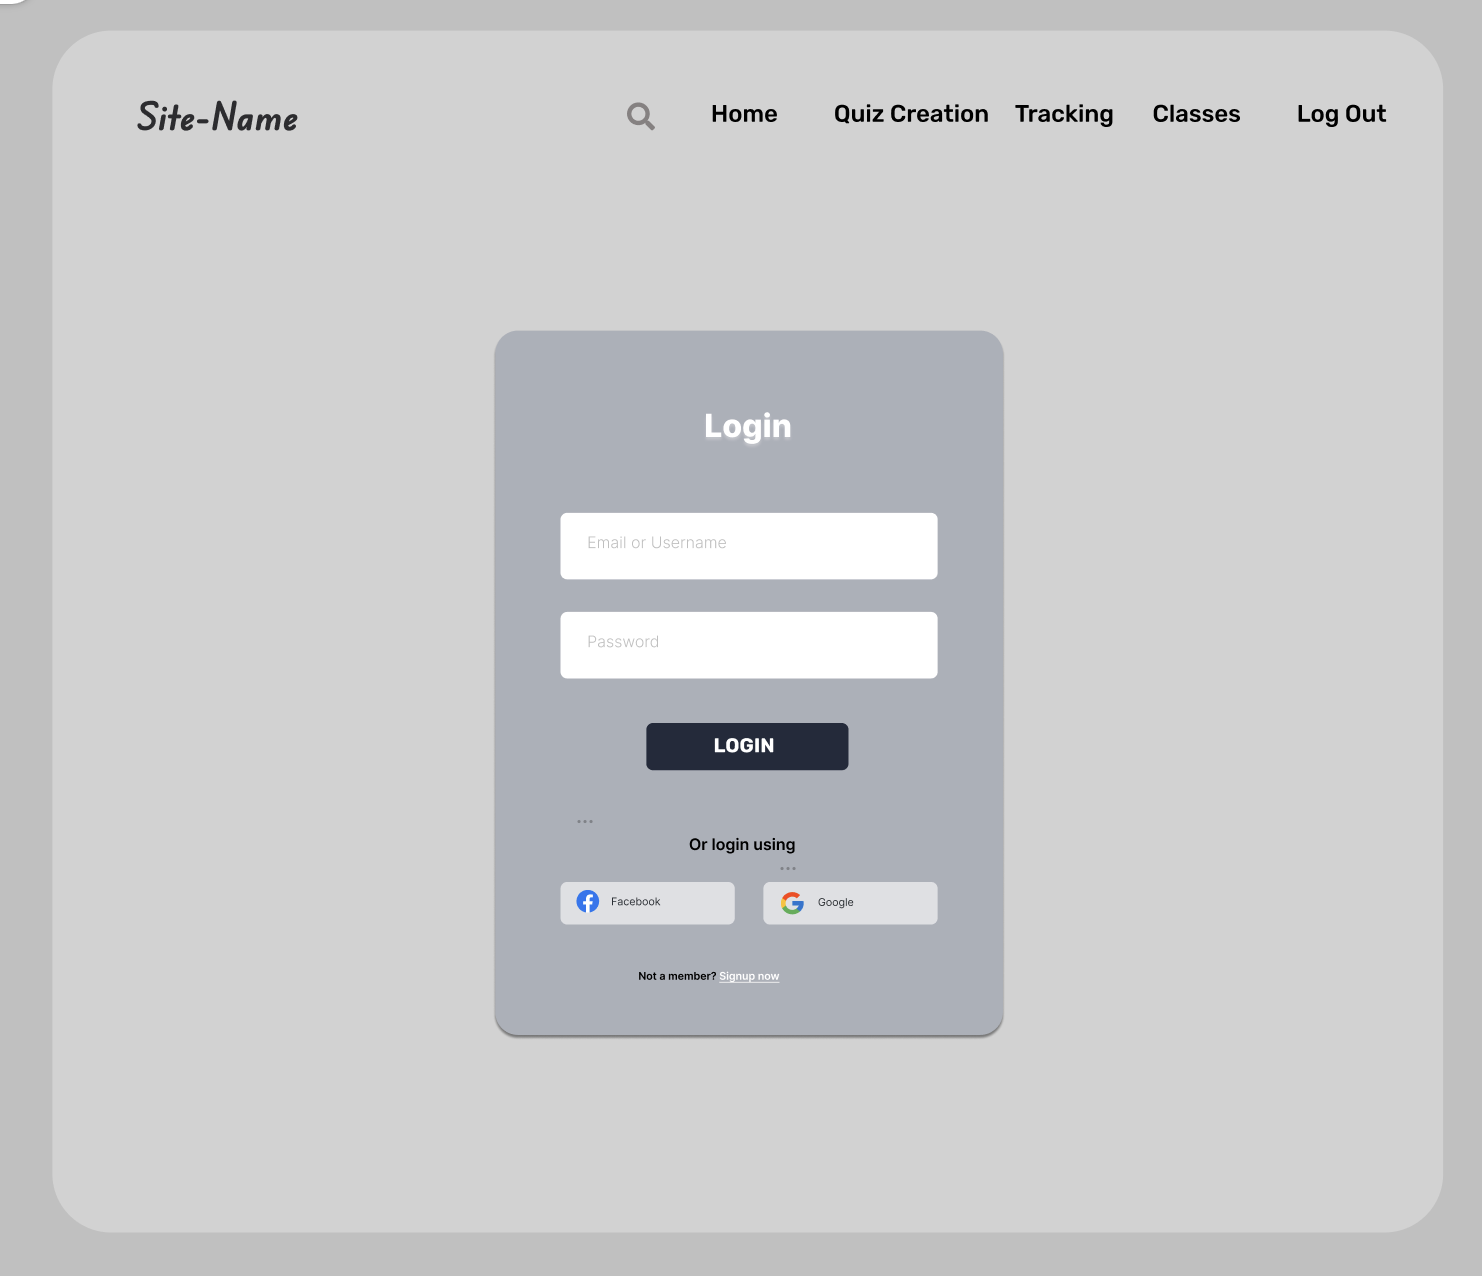 Site-Name
Home Quiz Creation Tracking Classes Log Out
Login
Email or Username
Password
LOGIN
...
Or login using
...
Facebook Google
Not a member? Signup now